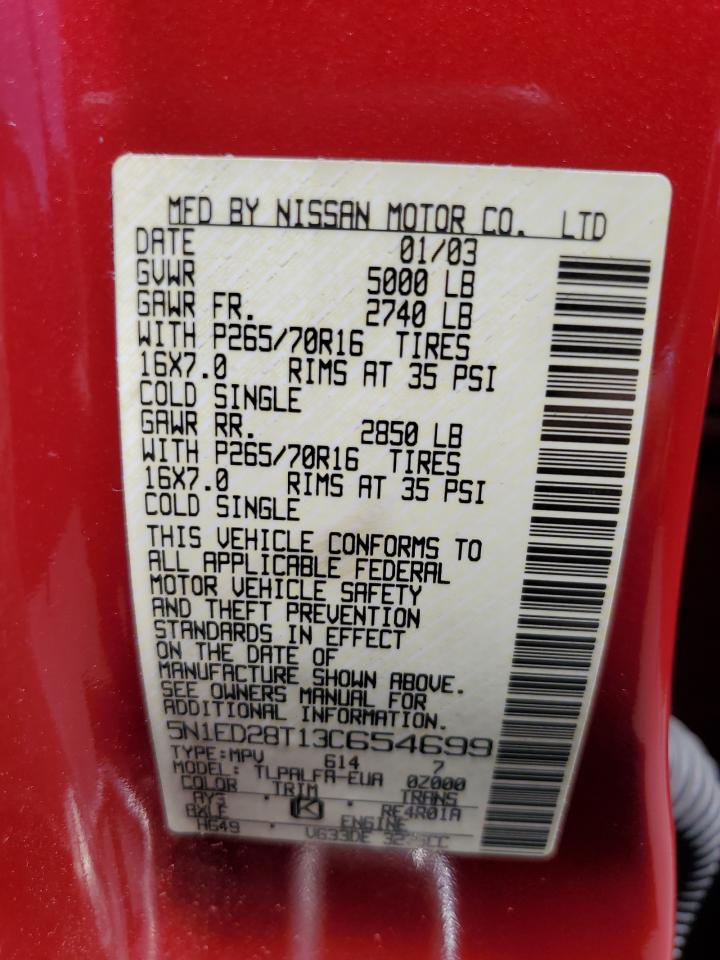 MFD BY NISSAN MOTOR CO. LTD
DATE 01/03
GVWR 5000 LB
GAWR FR. 2740 LB
WITH P265/70R16 TIRES
16X7.0 RIMS AT 35 PSI
COLD SINGLE
GAWR RR. 2850 LB
WITH P265/70R16 TIRES
16X7.0 RIMS AT 35 PSI
COLD SINGLE
THIS VEHICLE CONFORMS TO
ALL APPLICABLE FEDERAL
MOTOR VEHICLE SAFETY
AND THEFT PREVENTION
STANDARDS IN EFFECT
ON THE DATE OF
MANUFACTURE SHOWN ABOVE.
SEE OWNERS MANUAL FOR
ADDITIONAL INFORMATION
5N1ED28T13C654699
TYPE:MPV 614 7
MODEL: TLPALFA-EUA 0Z000
COLOR TRIM TRANS
K RE4R01A
AXLE ENGINE
HG49 VG33DE